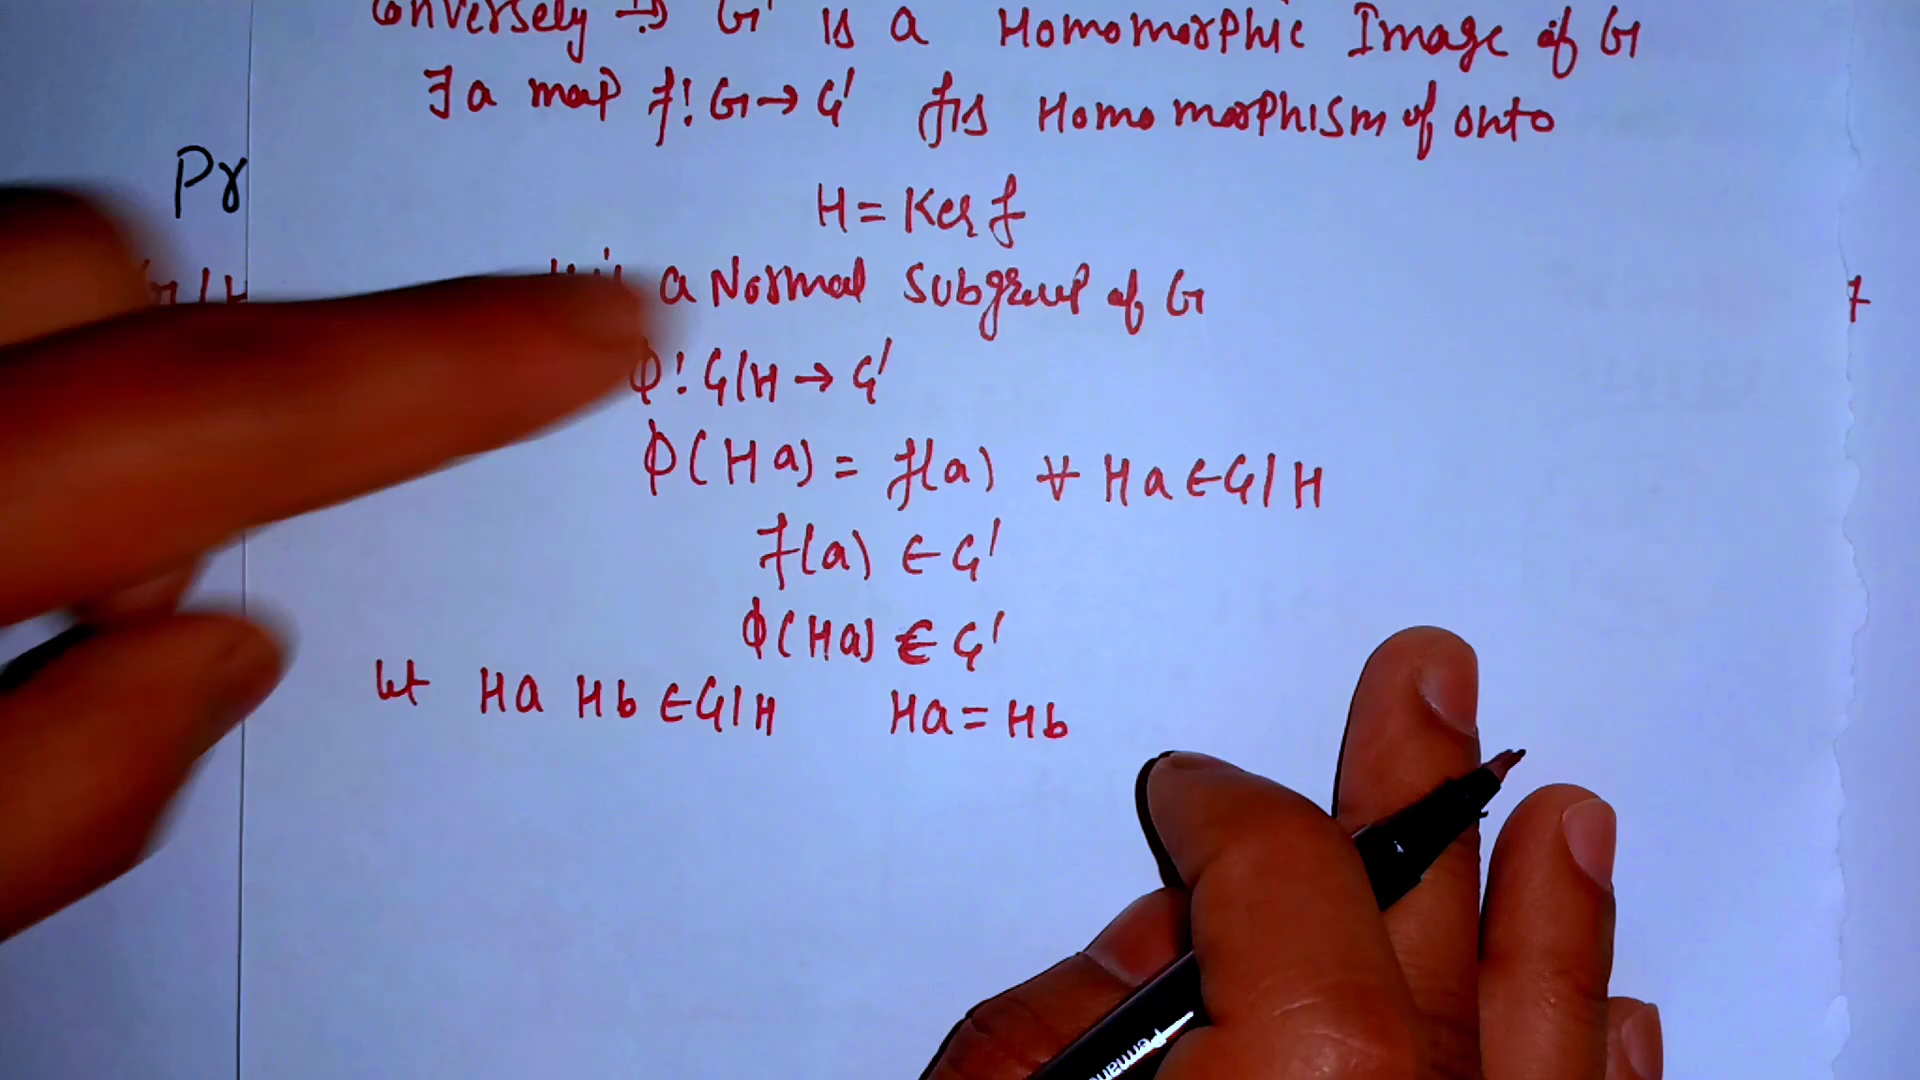 Conversely → G' is a Homomorphic Image of G
∃ a map f: G→G' f is Homomorphism of onto
Pr
H = Ker f
a Normal Subgroup of G
φ: G/H → G'
φ(Ha) = f(a) ∀ Ha ∈ G/H
f(a) ∈ G'
φ(Ha) ∈ G'
let Ha Hb ∈ G/H Ha = Hb